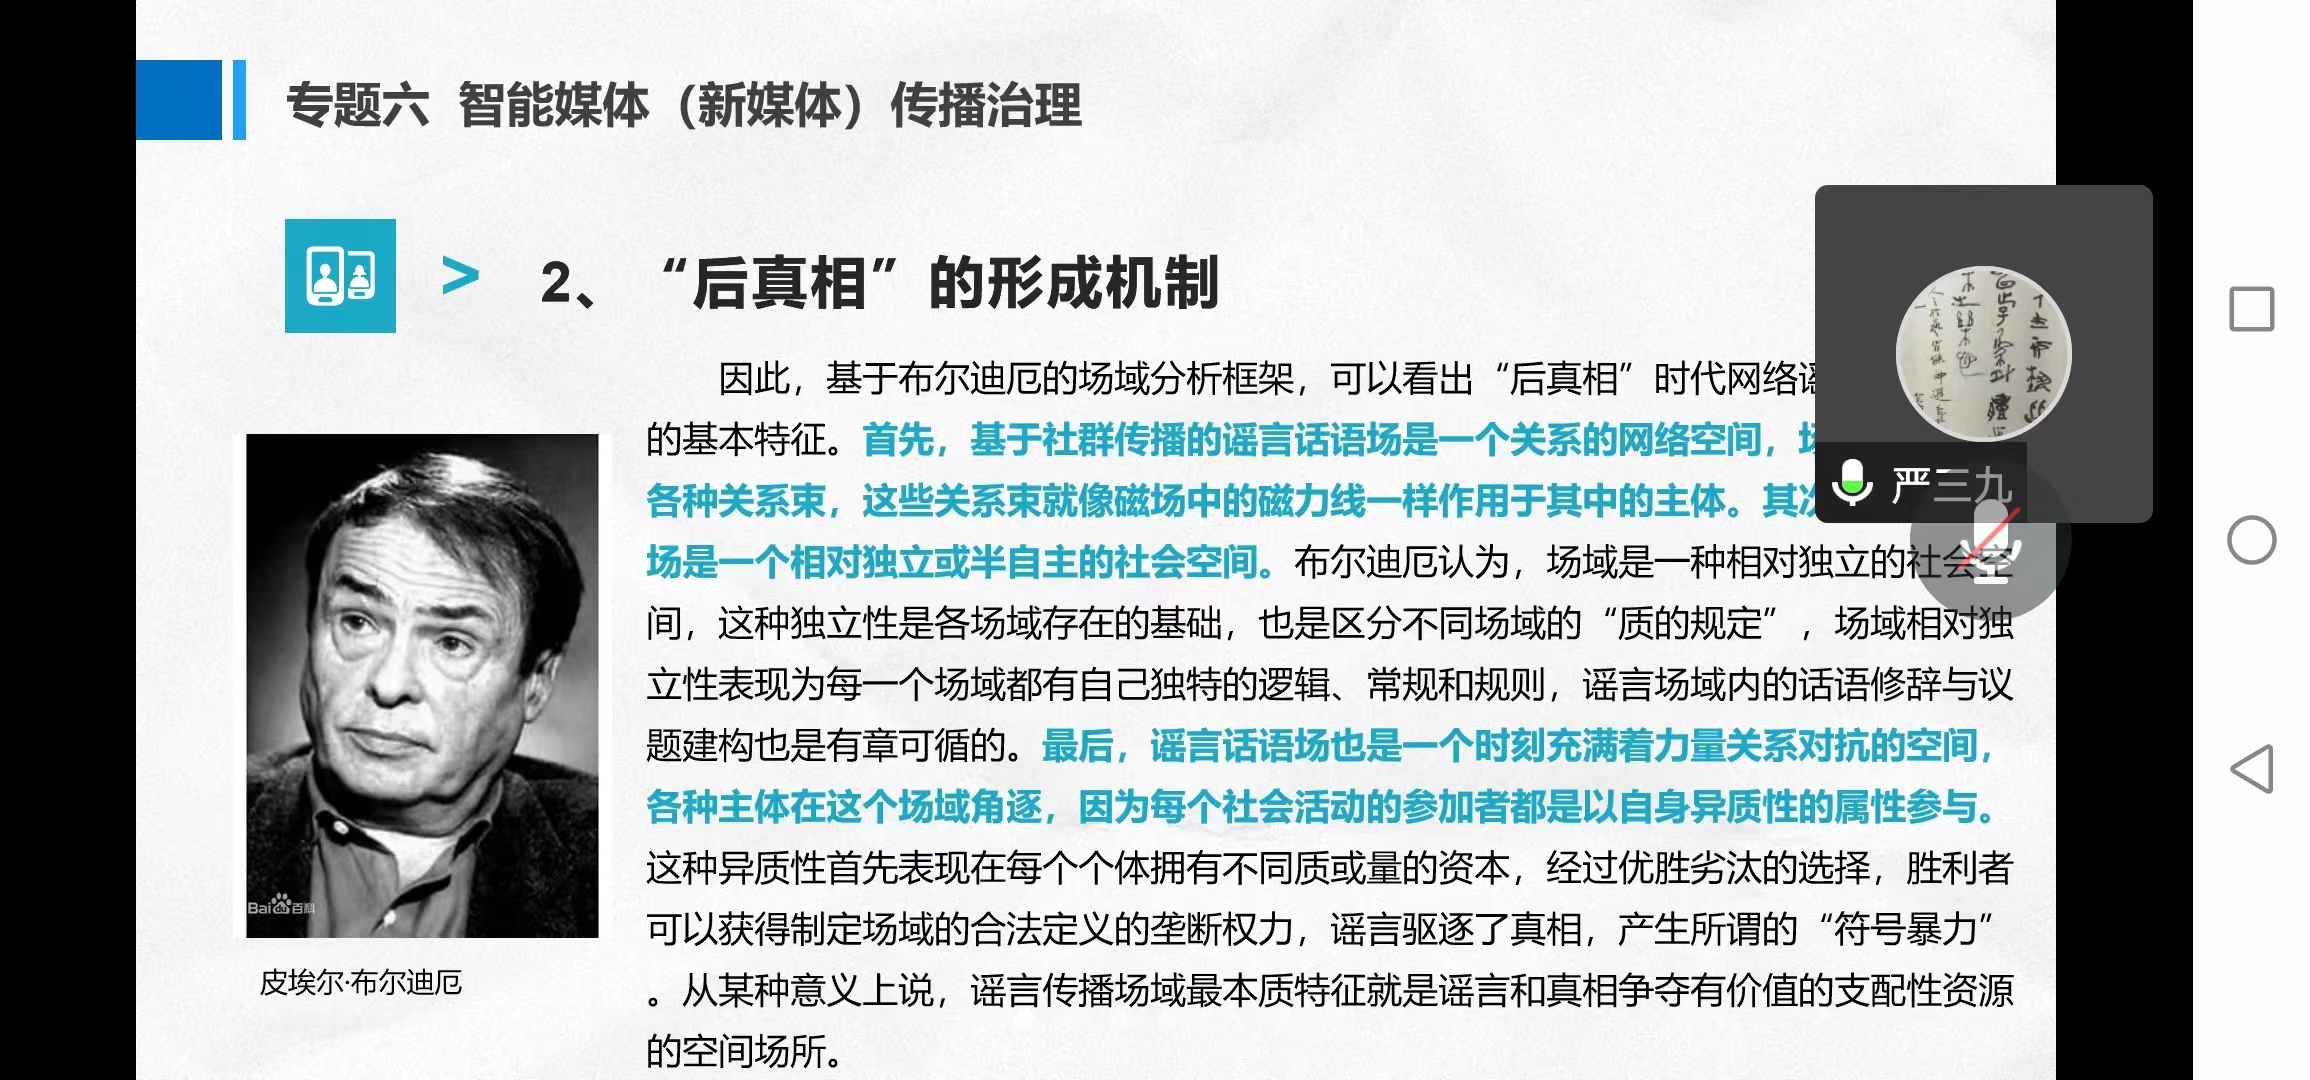 专题六 智能媒体（新媒体）传播治理
> 2、 “后真相”的形成机制
因此，基于布尔迪厄的场域分析框架，可以看出“后真相”时代网络
的基本特征。首先，基于社群传播的谣言话语场是一个关系的网络空间，
各种关系束，这些关系束就像磁场中的磁力线一样作用于其中的主体。其
场是一个相对独立或半自主的社会空间。布尔迪厄认为，场域是一种相对独立的社会空
间，这种独立性是各场域存在的基础，也是区分不同场域的“质的规定”，场域相对独
立性表现为每一个场域都有自己独特的逻辑、常规和规则，谣言场域内的话语修辞与议
题建构也是有章可循的。最后，谣言话语场也是一个时刻充满着力量关系对抗的空间，
各种主体在这个场域角逐，因为每个社会活动的参加者都是以自身异质性的属性参与。
这种异质性首先表现在每个个体拥有不同质或量的资本，经过优胜劣汰的选择，胜利者
可以获得制定场域的合法定义的垄断权力，谣言驱逐了真相，产生所谓的“符号暴力”
。从某种意义上说，谣言传播场域最本质特征就是谣言和真相争夺有价值的支配性资源
的空间场所。
Baidu百科
皮埃尔·布尔迪厄
严三九